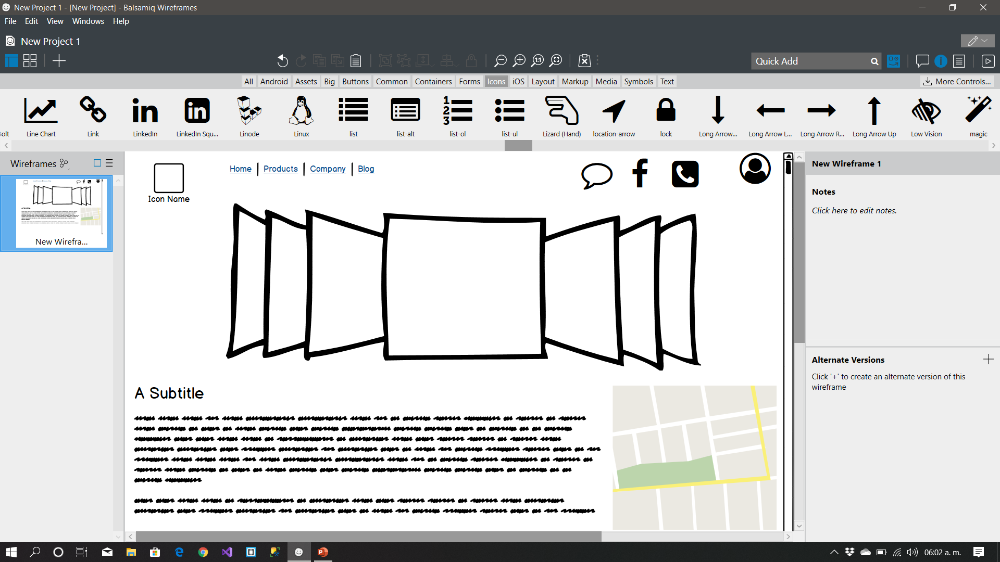 New Project 1 - [New Project] - Balsamiq Wireframes
File Edit View Windows Help
New Project 1
1:1
Quick Add
All Android Assets Big Buttons Common Containers Forms Icons iOS Layout Markup Media Symbols Text
More Controls...
olt Line Chart Link LinkedIn LinkedIn Squ... Linode Linux list list-alt list-ol list-ul Lizard (Hand) location-arrow lock Long Arrow... Long Arrow L... Long Arrow R... Long Arrow Up Low Vision magic
Wireframes
New Wirefra...
Icon Name
Home Products Company Blog
A Subtitle
New Wireframe 1
Notes
Click here to edit notes.
Alternate Versions
Click '+' to create an alternate version of this
wireframe
06:02 a. m.